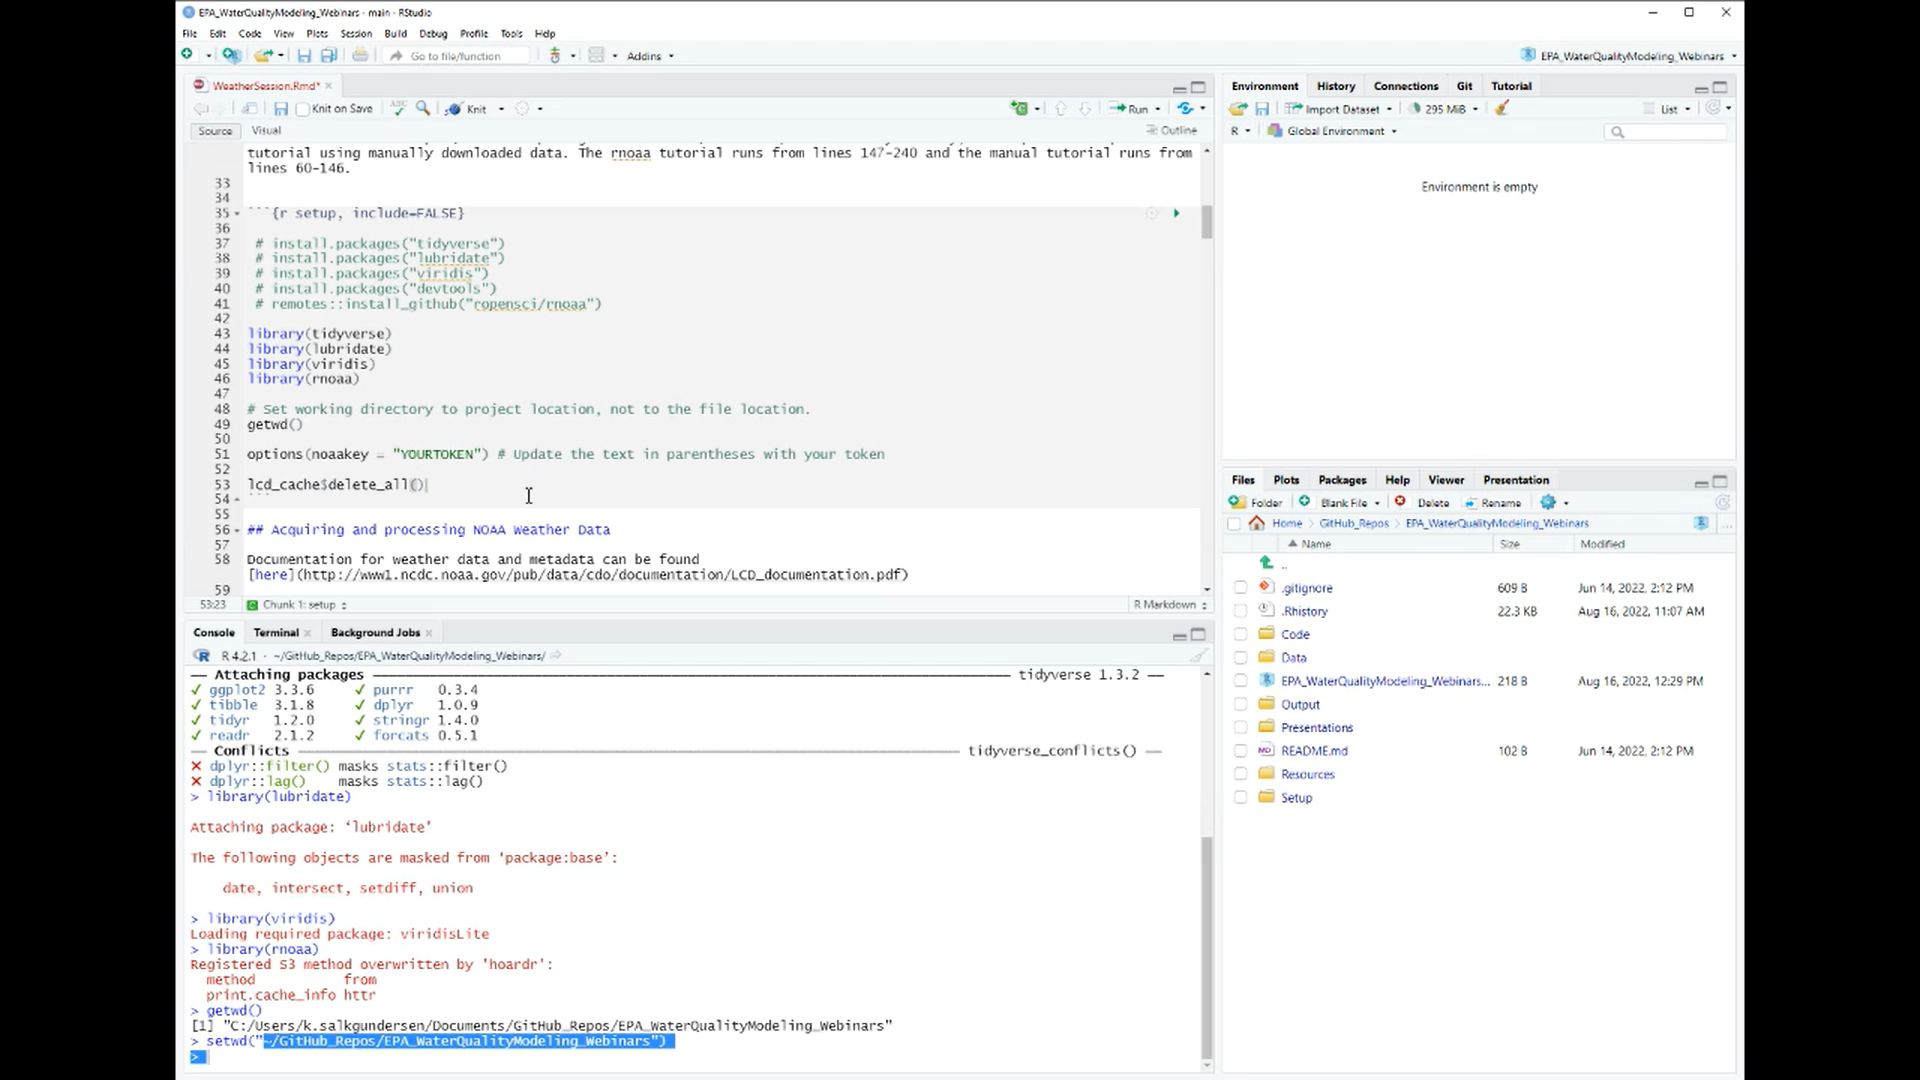 EPA_WaterQualityModeling_Webinars - main - RStudio
File Edit Code View Plots Session Build Debug Profile Tools Help
Go to file/function Addins EPA_WaterQualityModeling_Webinars
WeatherSession.Rmd*
Knit on Save ABC Knit Run
Source Visual Outline
tutorial using manually downloaded data. The rnoaa tutorial runs from lines 147-240 and the manual tutorial runs from
lines 60-146.
33
34
35 ```{r setup, include=FALSE}
36
37 # install.packages("tidyverse")
38 # install.packages("lubridate")
39 # install.packages("viridis")
40 # install.packages("devtools")
41 # remotes::install_github("ropensci/rnoaa")
42
43 library(tidyverse)
44 library(lubridate)
45 library(viridis)
46 library(rnoaa)
47
48 # Set working directory to project location, not to the file location.
49 getwd()
50
51 options(noaakey = "YOURTOKEN") # Update the text in parentheses with your token
52
53 lcd_cache$delete_all()
54 ```
55
56 ## Acquiring and processing NOAA Weather Data
57
58 Documentation for weather data and metadata can be found
[here](http://www1.ncdc.noaa.gov/pub/data/cdo/documentation/LCD_documentation.pdf)
59
53:23 Chunk 1: setup R Markdown
Console Terminal Background Jobs
R 4.2.1 · ~/GitHub_Repos/EPA_WaterQualityModeling_Webinars/
── Attaching packages ── tidyverse 1.3.2 ──
✓ ggplot2 3.3.6 ✓ purrr 0.3.4
✓ tibble 3.1.8 ✓ dplyr 1.0.9
✓ tidyr 1.2.0 ✓ stringr 1.4.0
✓ readr 2.1.2 ✓ forcats 0.5.1
── Conflicts ── tidyverse_conflicts() ──
✕ dplyr::filter() masks stats::filter()
✕ dplyr::lag() masks stats::lag()
> library(lubridate)
Attaching package: ‘lubridate’
The following objects are masked from ‘package:base’:
date, intersect, setdiff, union
> library(viridis)
Loading required package: viridisLite
> library(rnoaa)
Registered S3 method overwritten by 'hoardr':
method from
print.cache_info httr
> getwd()
[1] "C:/Users/k.salkgundersen/Documents/GitHub_Repos/EPA_WaterQualityModeling_Webinars"
> setwd("~/GitHub_Repos/EPA_WaterQualityModeling_Webinars")
>
Environment History Connections Git Tutorial
Import Dataset 295 MiB List
R Global Environment
Environment is empty
Files Plots Packages Help Viewer Presentation
Folder Blank File Delete Rename
Home GitHub_Repos EPA_WaterQualityModeling_Webinars ...
Name Size Modified
..
.gitignore 609 B Jun 14, 2022, 2:12 PM
.Rhistory 22.3 KB Aug 16, 2022, 11:07 AM
Code
Data
EPA_WaterQualityModeling_Webinars... 218 B Aug 16, 2022, 12:29 PM
Output
Presentations
README.md 102 B Jun 14, 2022, 2:12 PM
Resources
Setup